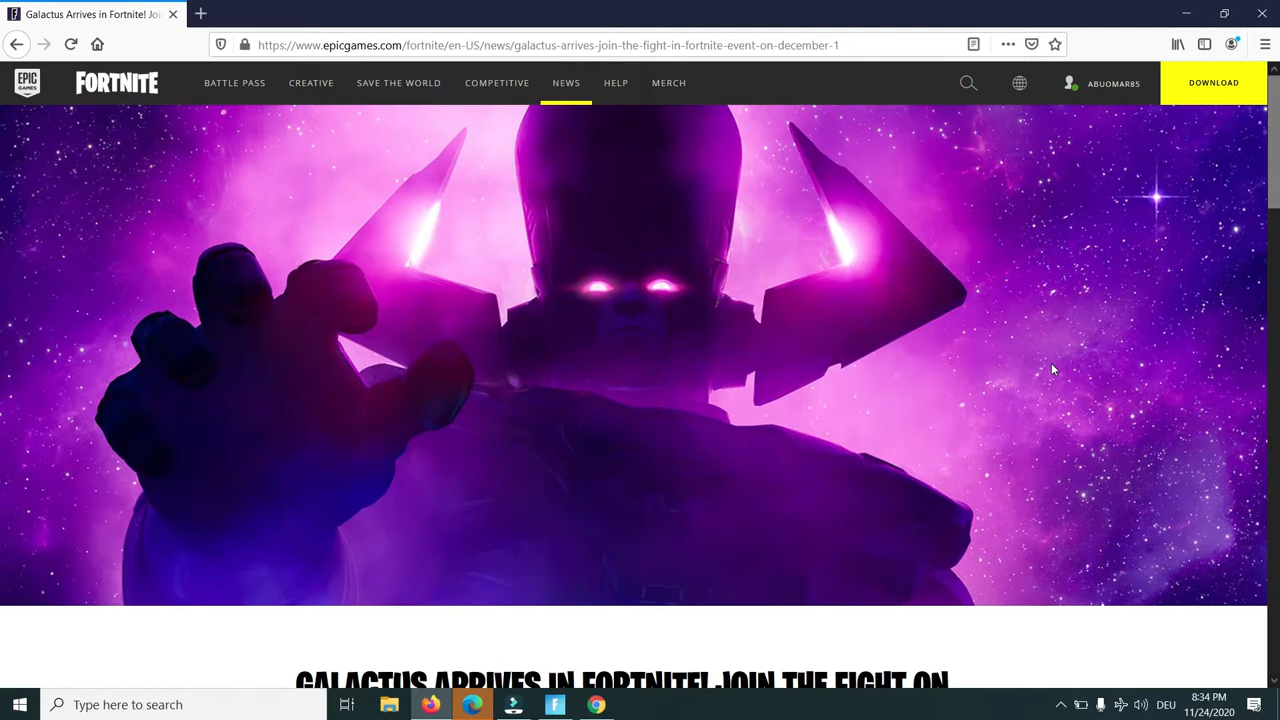 Galactus Arrives in Fortnite! Joi
https://www.epicgames.com/fortnite/en-US/news/galactus-arrives-join-the-fight-in-fortnite-event-on-december-1
EPIC GAMES
FORTNITE
BATTLE PASS
CREATIVE
SAVE THE WORLD
COMPETITIVE
NEWS
HELP
MERCH
ABUOMAR85
DOWNLOAD
GALACTUS ARRIVES IN FORTNITE! JOIN THE FIGHT ON
Type here to search
DEU
8:34 PM
11/24/2020